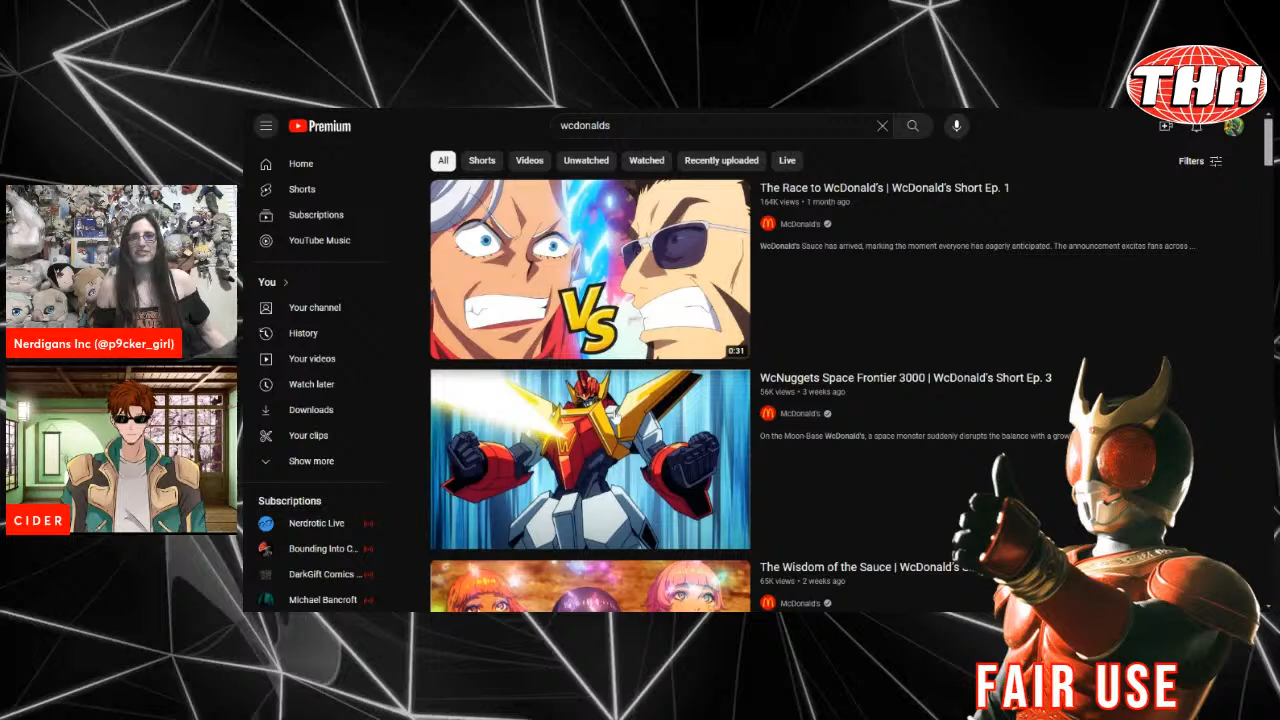 THH
Premium
wcdonalds
All
Shorts
Videos
Unwatched
Watched
Recently uploaded
Live
Filters
Home
Shorts
Subscriptions
YouTube Music
You
Your channel
History
Your videos
Watch later
Downloads
Your clips
Show more
Subscriptions
Nerdrotic Live
Bounding Into C...
DarkGift Comics ...
Michael Bancroft
VS
0:31
The Race to WcDonald's | WcDonald's Short Ep. 1
164K views • 1 month ago
McDonald's
WcDonald's Sauce has arrived, marking the moment everyone has eagerly anticipated. The announcement excites fans across ...
WcNuggets Space Frontier 3000 | WcDonald's Short Ep. 3
56K views • 3 weeks ago
McDonald's
On the Moon-Base WcDonald's, a space monster suddenly disrupts the balance with a
The Wisdom of the Sauce | WcDonald's
65K views • 2 weeks ago
McDonald's
Nerdigans Inc (@p9cker_girl)
CIDER
FAIR USE